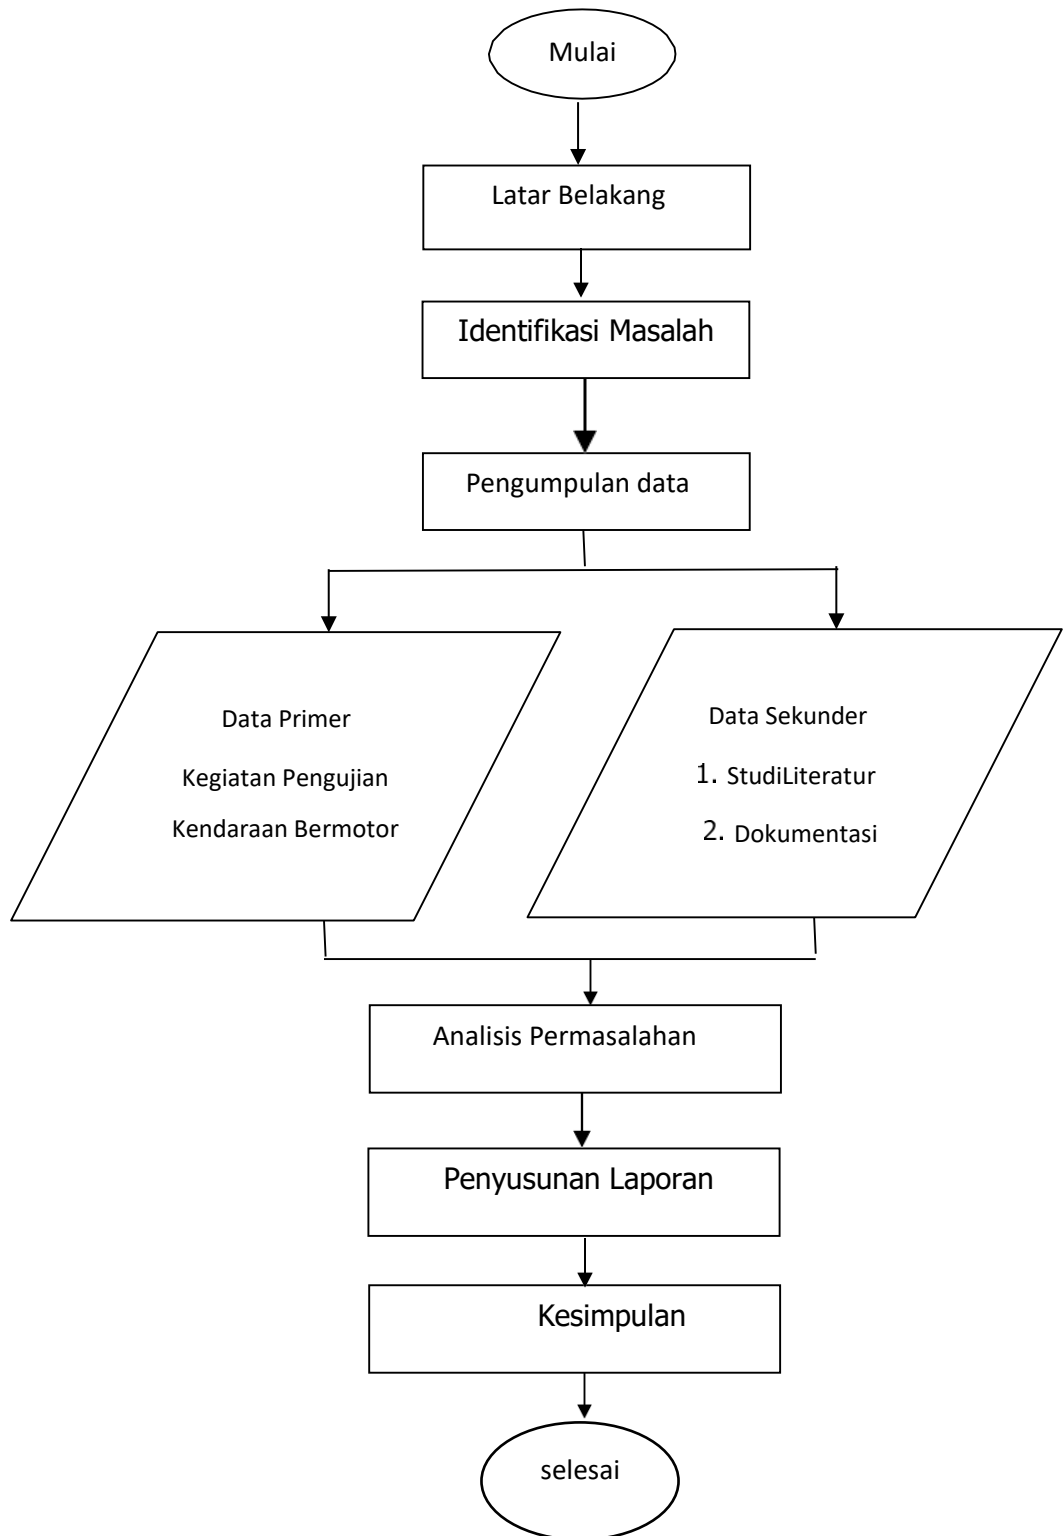 Mulai
Latar Belakang
Identifikasi Masalah
Pengumpulan data
Data Primer
Kegiatan Pengujian
Kendaraan Bermotor
Data Sekunder
1. StudiLiteratur
2. Dokumentasi
Analisis Permasalahan
Penyusunan Laporan
Kesimpulan
selesai